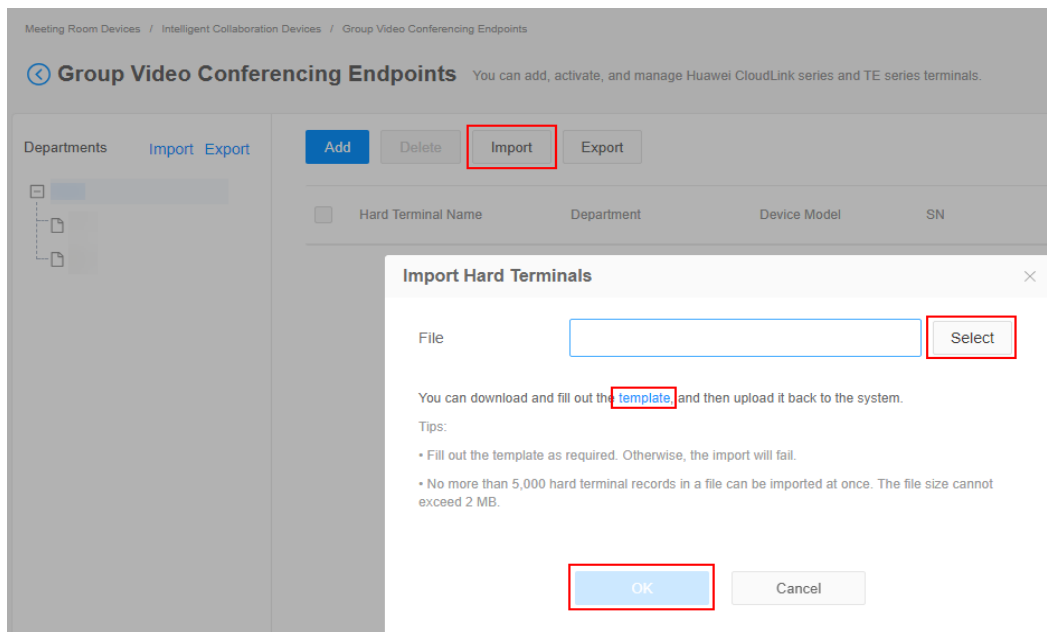 Meeting Room Devices / Intelligent Collaboration Devices / Group Video Conferencing Endpoints
Group Video Conferencing Endpoints You can add, activate, and manage Huawei CloudLink series and TE series terminals.
Departments Import Export
Add Delete Import Export
Hard Terminal Name Department Device Model SN
Import Hard Terminals
File Select
You can download and fill out the template, and then upload it back to the system.
Tips:
• Fill out the template as required. Otherwise, the import will fail.
• No more than 5,000 hard terminal records in a file can be imported at once. The file size cannot
exceed 2 MB.
OK Cancel